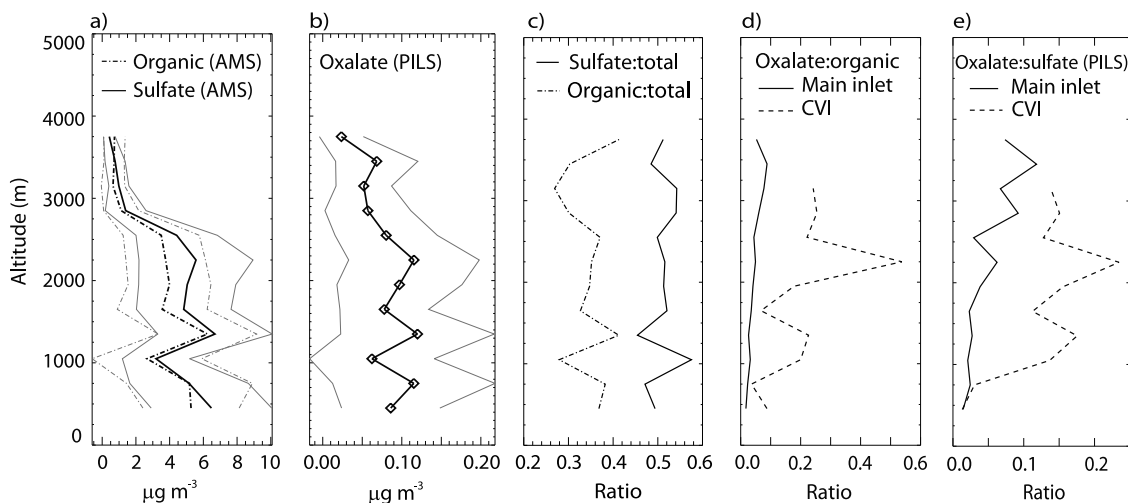 a)
5000
4000
3000
2000
1000
0
Altitude (m)
Organic (AMS)
Sulfate (AMS)
0 2 4 6 8 10
μg m⁻³
b)
Oxalate (PILS)
0.00 0.10 0.20
μg m⁻³
c)
Sulfate:total
Organic:total
0.2 0.3 0.4 0.5 0.6
Ratio
d)
Oxalate:organic
Main inlet
CVI
0.0 0.2 0.4 0.6
Ratio
e)
Oxalate:sulfate (PILS)
Main inlet
CVI
0.0 0.1 0.2
Ratio